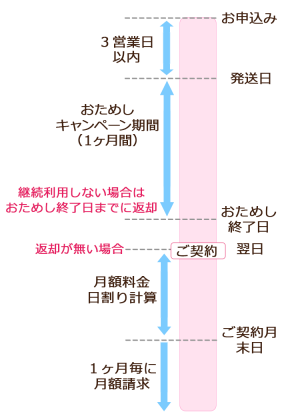 お申込み
３営業日
以内
発送日
おためし
キャンペーン期間
（1ヶ月間）
継続利用しない場合は
おためし終了日までに返却
おためし
終了日
返却が無い場合
ご契約
翌日
月額料金
日割り計算
ご契約月
末日
１ヶ月毎に
月額請求